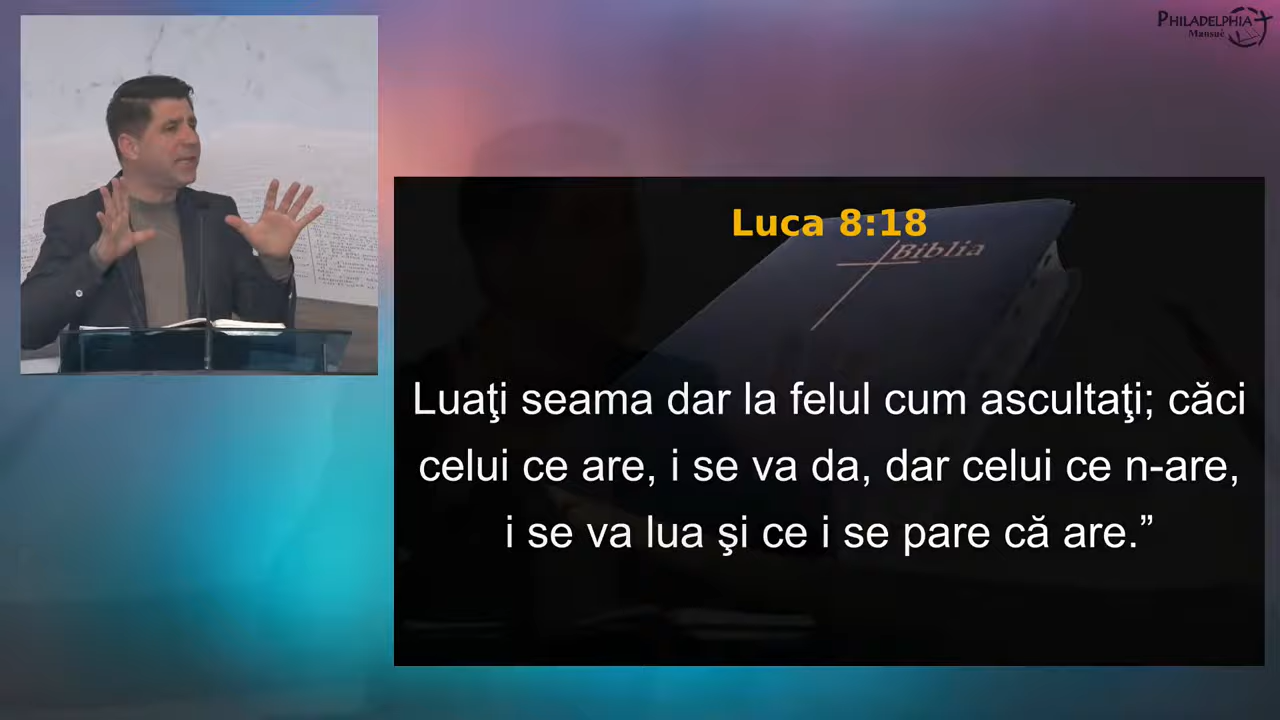 PHILADELPHIA
Mansuè
Luca 8:18
Biblia
Luaţi seama dar la felul cum ascultaţi; căci
celui ce are, i se va da, dar celui ce n-are,
i se va lua şi ce i se pare că are.”